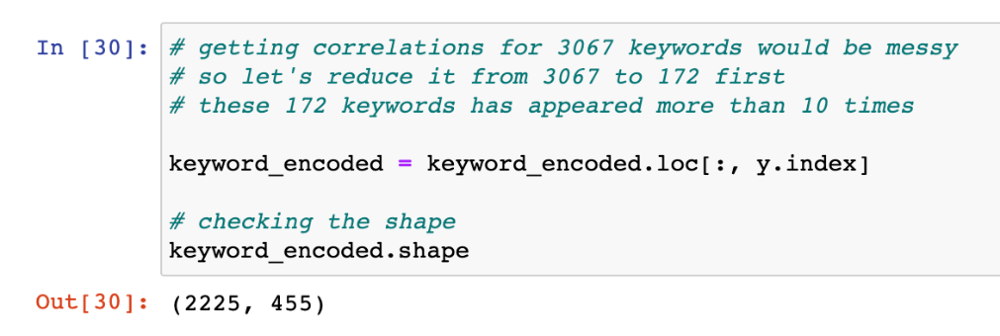 In [30]: # getting correlations for 3067 keywords would be messy
# so let's reduce it from 3067 to 172 first
# these 172 keywords has appeared more than 10 times
keyword_encoded = keyword_encoded.loc[:, y.index]
# checking the shape
keyword_encoded.shape
Out[30]: (2225, 455)